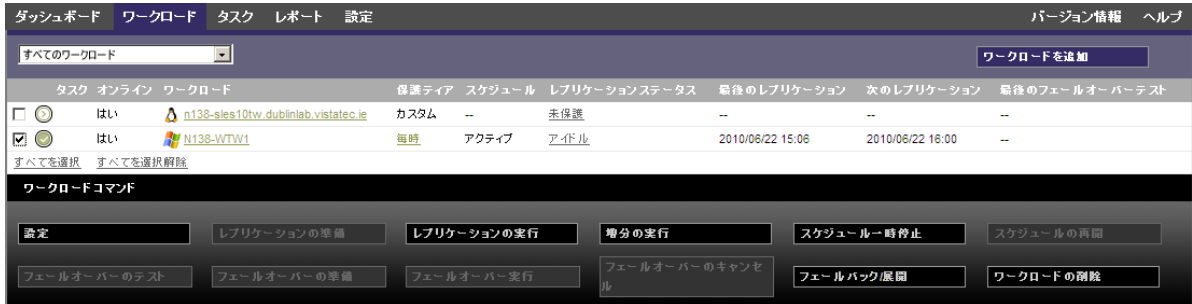 ダッシュボード ワークロード タスク レポート 設定 バージョン情報 ヘルプ
すべてのワークロード ワークロードを追加
タスク オンライン ワークロード 保護ティア スケジュール レプリケーションステータス 最後のレプリケーション 次のレプリケーション 最後のフェールオーバーテスト
はい n138-sles10tw.dublinlab.vistatec.ie カスタム -- 未保護 -- -- --
はい N138-WTW1 毎時 アクティブ アイドル 2010/06/22 15:06 2010/06/22 16:00 --
すべてを選択 すべてを選択解除
ワークロードコマンド
設定 レプリケーションの準備 レプリケーションの実行 増分の実行 スケジュール一時停止 スケジュールの再開
フェールオーバーのテスト フェールオーバーの準備 フェールオーバー実行 フェールオーバーのキャンセ
ル フェールバック/展開 ワークロードの削除